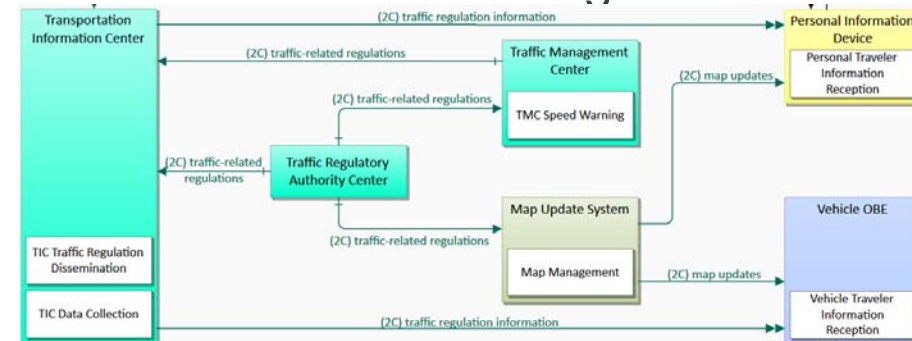 Transportation
Information Center
(2C) traffic regulation information
Personal Information
Device
Personal Traveler
Information
Reception
(2C) traffic-related regulations
Traffic Management
Center
TMC Speed Warning
(2C) map updates
(2C) traffic-related regulations
(2C) traffic-related
regulations
Traffic Regulatory
Authority Center
Map Update System
Map Management
Vehicle OBE
(2C) traffic-related regulations
TIC Traffic Regulation
Dissemination
(2C) map updates
TIC Data Collection
Vehicle Traveler
Information
Reception
(2C) traffic regulation information